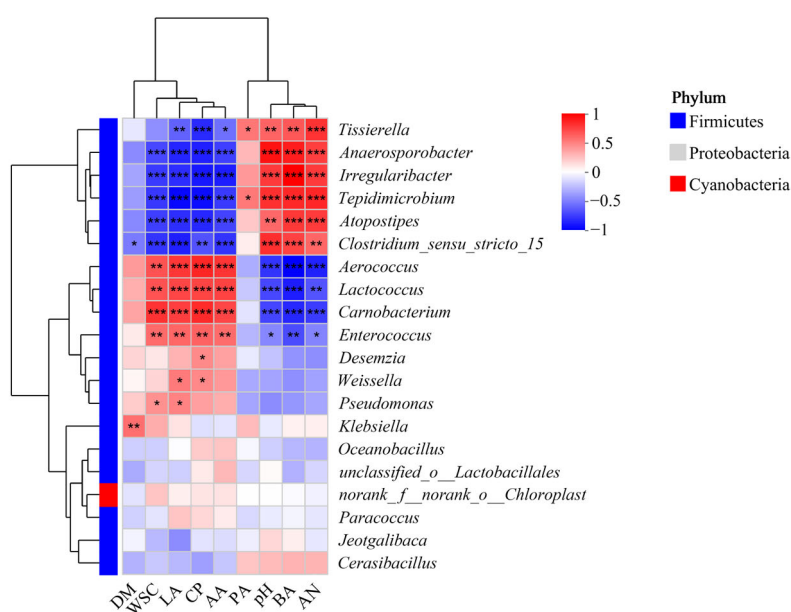 ** *** * * ** ** *** Tissierella
*** *** *** *** *** *** *** Anaerosporobacter
*** *** *** *** *** *** *** Irregularibacter
*** *** *** *** * *** *** *** Tepidimicrobium
*** *** *** *** ** *** *** Atopostipes
* *** *** ** *** *** *** ** Clostridium_sensu_stricto_15
** *** *** *** *** *** *** Aerococcus
** *** *** *** *** *** ** Lactococcus
*** *** *** *** *** *** *** Carnobacterium
** ** ** ** * ** * Enterococcus
* Desemzia
* * Weissella
* * Pseudomonas
** Klebsiella
Oceanobacillus
unclassified_o__Lactobacillales
norank_f__norank_o__Chloroplast
Paracoccus
Jeotgalibaca
Cerasibacillus
DM WSC LA CP AA PA pH BA AN
1
0.5
0
−0.5
−1
Phylum
Firmicutes
Proteobacteria
Cyanobacteria